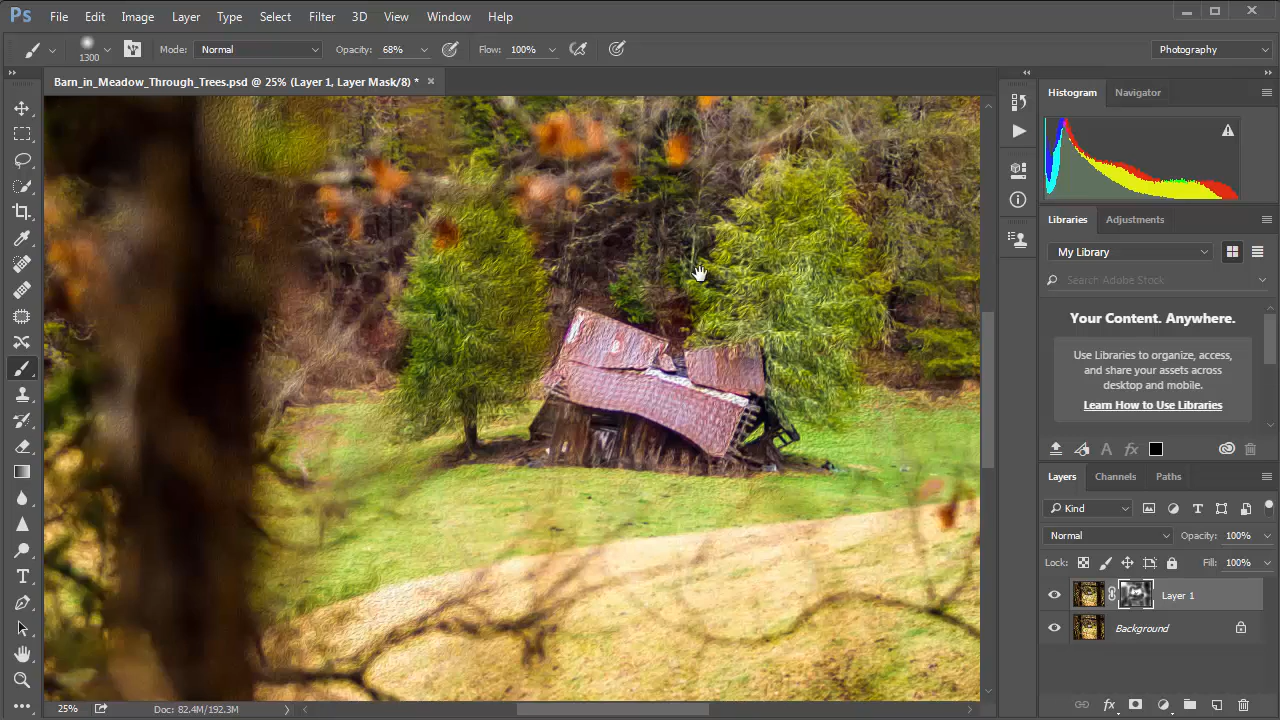 Ps File Edit Image Layer Type Select Filter 3D View Window Help
1300 Mode: Normal Opacity: 68% Flow: 100% Photography
Barn_in_Meadow_Through_Trees.psd @ 25% (Layer 1, Layer Mask/8) *
Histogram Navigator
Libraries Adjustments
My Library
Search Adobe Stock
Your Content. Anywhere.
Use Libraries to organize, access,
and share your assets across
desktop and mobile.
Learn How to Use Libraries
Layers Channels Paths
Kind
Normal Opacity: 100%
Lock: Fill: 100%
Layer 1
Background
25% Doc: 82.4M/192.3M